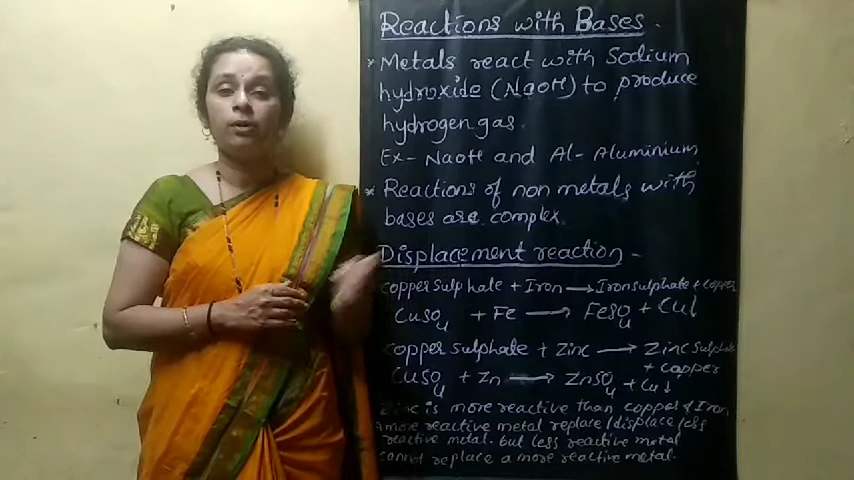 Reactions with Bases.
* Metals react with Sodium
hydroxide (NaoH) to produce
hydrogen gas.
Ex- NaoH and Al- Aluminium
* Reactions of non metals with
bases are complex.
Displacement reaction -
copper sulphate + Iron → Iron sulphate + copper
CuSO4 + Fe → FeSO4 + Cu↓
copper sulphate + Zinc → Zinc sulphate
+ copper
CuSO4 + Zn → ZnSO4 + Cu↓
Zinc is more reactive than copper & Iron,
A more reactive metal replate/displace/less
reactive metal. but less reactive metal
cannot replace a more reactive metal.